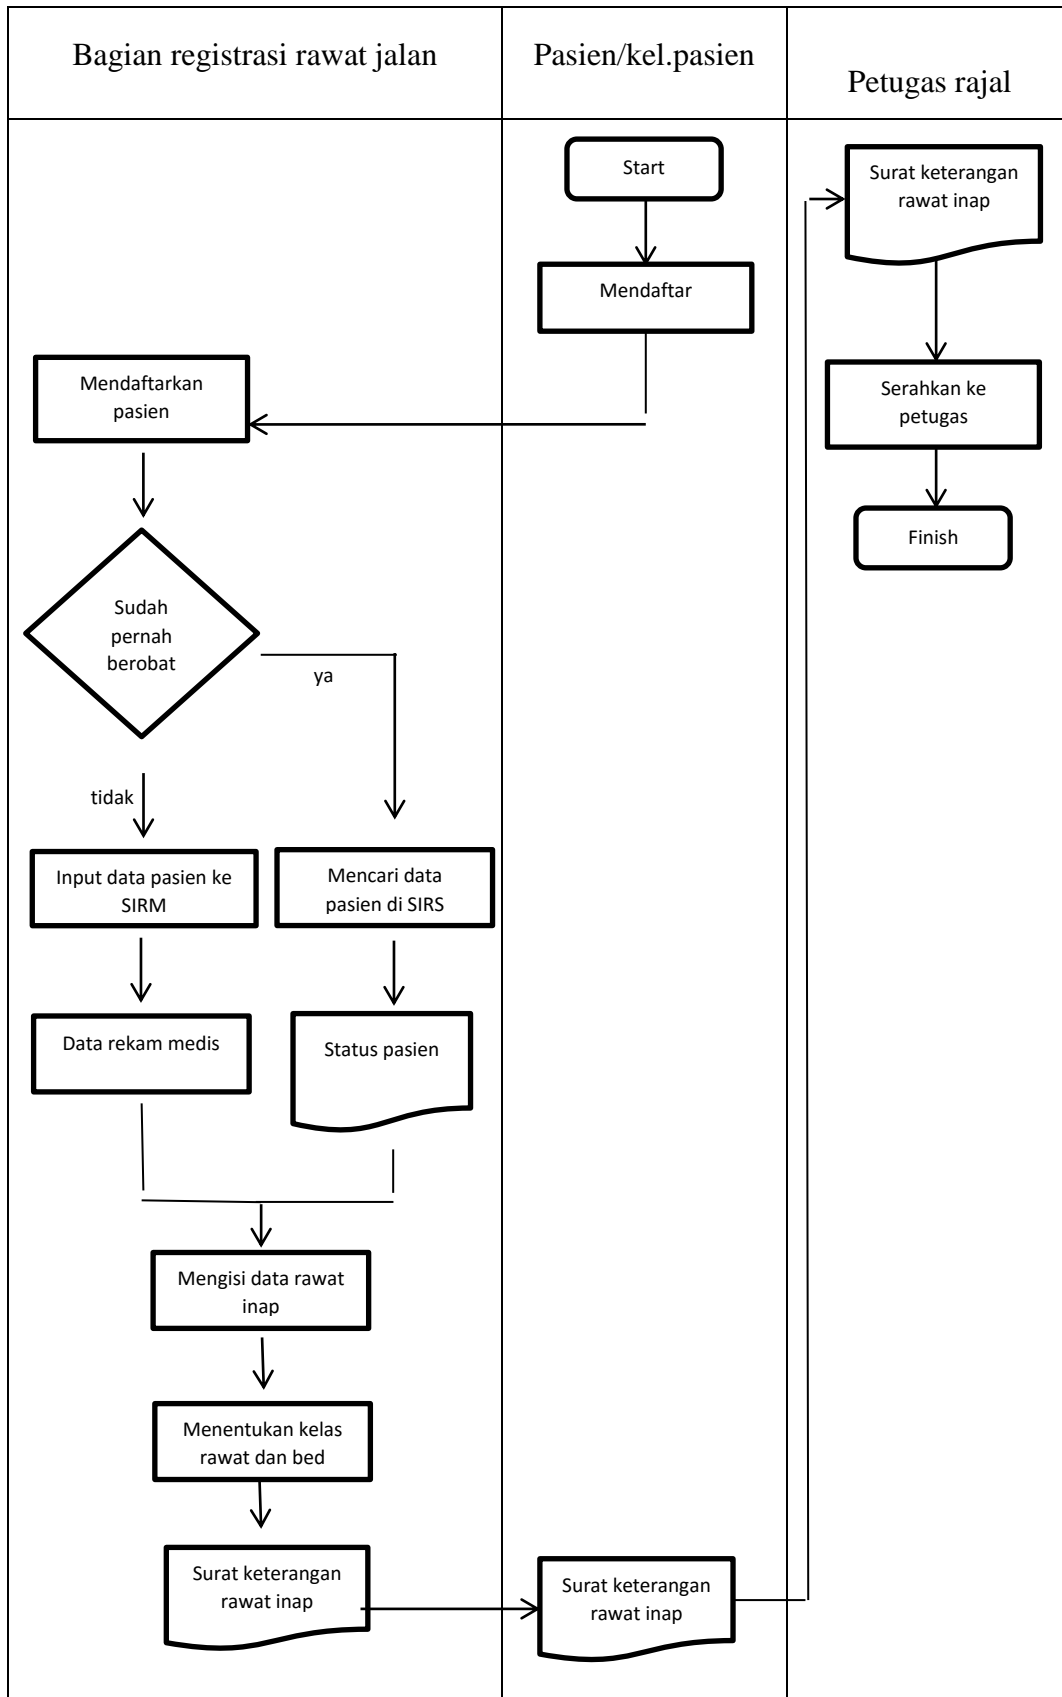 Bagian registrasi rawat jalan
Pasien/kel.pasien
Petugas rajal
Start
Mendaftar
Mendaftarkan
pasien
Sudah
pernah
berobat
ya
tidak
Input data pasien ke
SIRM
Mencari data
pasien di SIRS
Data rekam medis
Status pasien
Mengisi data rawat
inap
Menentukan kelas
rawat dan bed
Surat keterangan
rawat inap
Surat keterangan
rawat inap
Surat keterangan
rawat inap
Serahkan ke
petugas
Finish